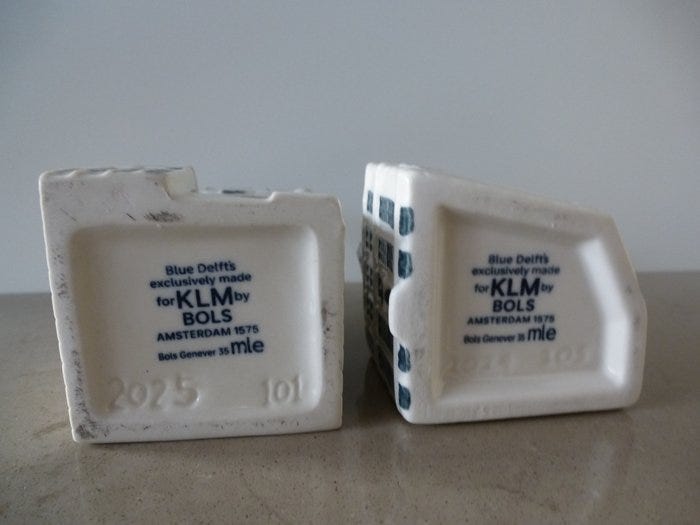 Blue Delft's
exclusively made
for KLM by
BOLS
AMSTERDAM 1575
Bols Genever 35 mle
2025 101
Blue Delft's
exclusively made
for KLM by
BOLS
AMSTERDAM 1575
Bols Genever 35 mle